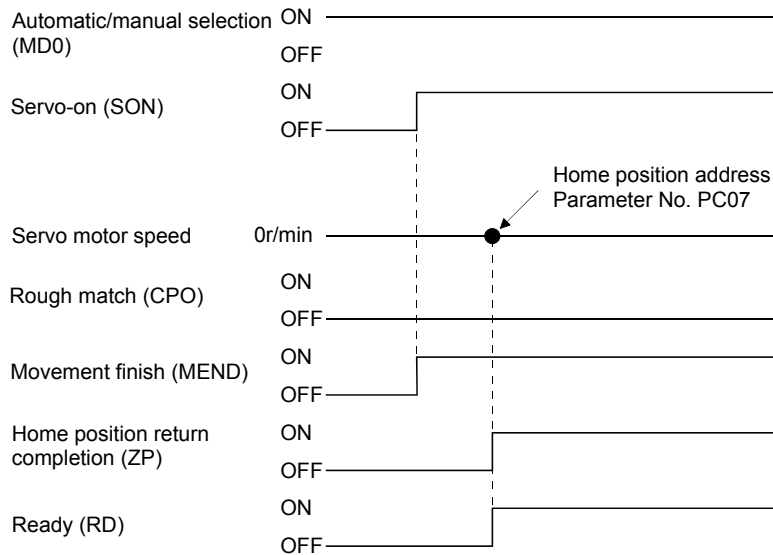 Automatic/manual selection ON
(MD0)
OFF
ON
Servo-on (SON)
OFF
Home position address
Parameter No. PC07
Servo motor speed 0r/min
ON
Rough match (CPO)
OFF
ON
Movement finish (MEND)
OFF
Home position return ON
completion (ZP)
OFF
ON
Ready (RD)
OFF